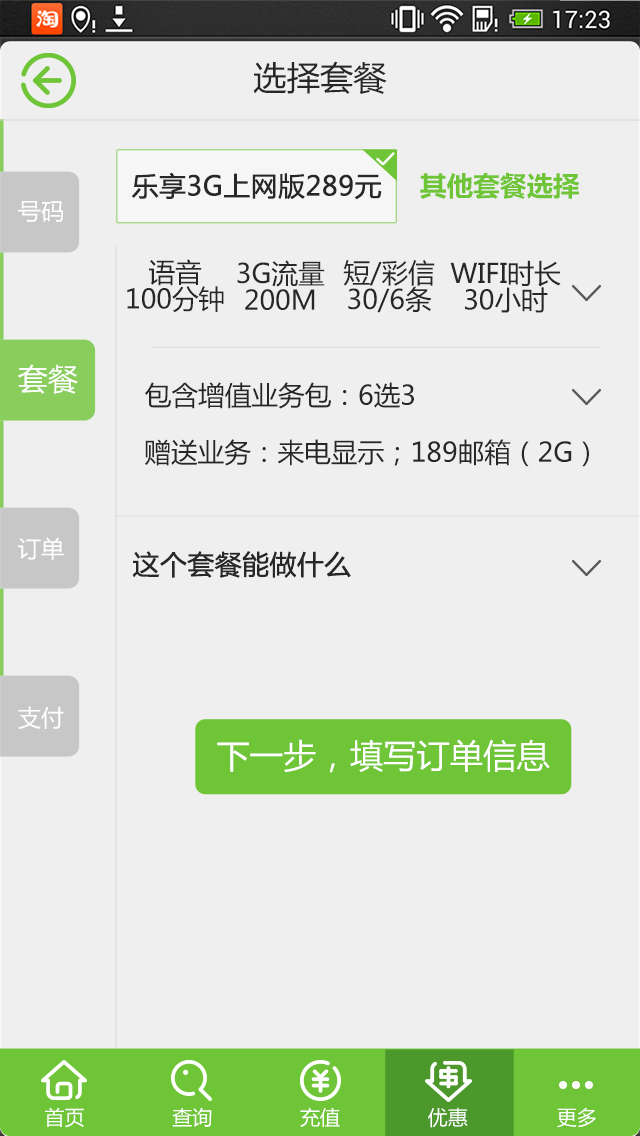 淘
17:23
选择套餐
号码
套餐
订单
支付
乐享3G上网版289元
其他套餐选择
语音 3G流量 短/彩信 WIFI时长
100分钟 200M 30/6条 30小时
包含增值业务包：6选3
赠送业务：来电显示；189邮箱（2G）
这个套餐能做什么
下一步，填写订单信息
首页 查询 充值 优惠 更多